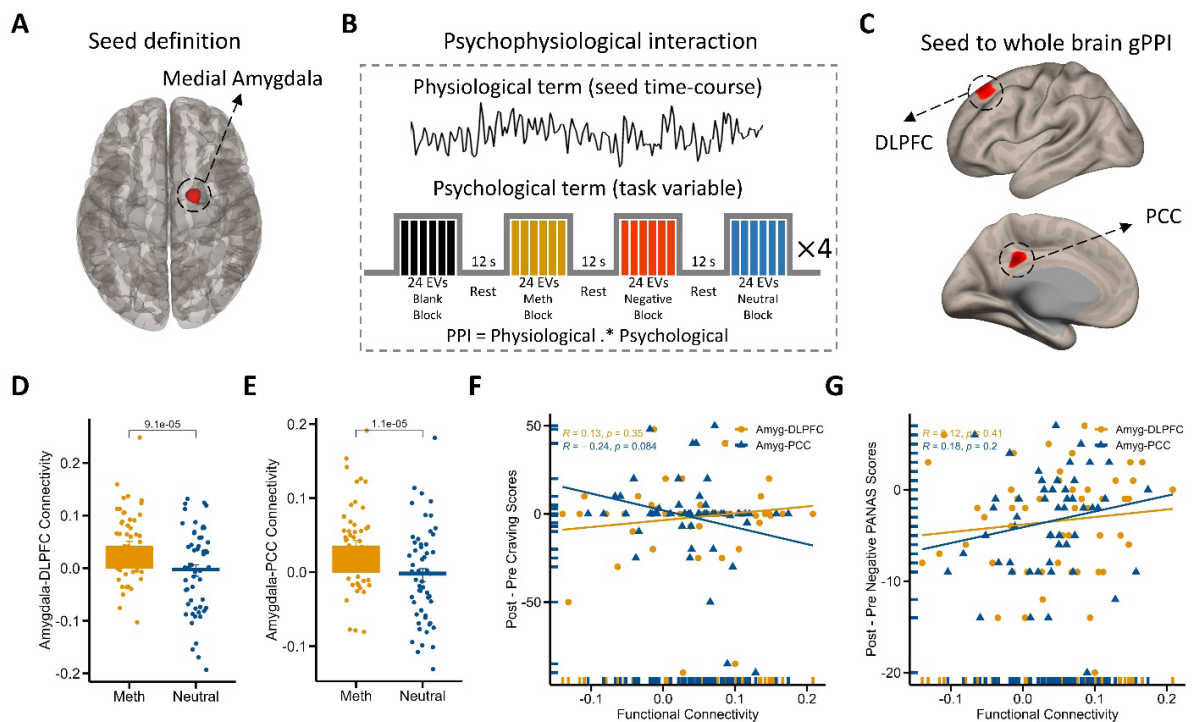 A
Seed definition
Medial Amygdala
B
Psychophysiological interaction
Physiological term (seed time-course)
Psychological term (task variable)
12 s
12 s
12 s
×4
24 EVs
Blank
Block
Rest
24 EVs
Meth
Block
Rest
24 EVs
Negative
Block
Rest
24 EVs
Neutral
Block
PPI = Physiological .* Psychological
C
Seed to whole brain gPPI
DLPFC
PCC
D
9.1e-05
Amygdala-DLPFC Connectivity
0.2
0.1
0.0
-0.1
-0.2
Meth
Neutral
E
1.1e-05
Amygdala-PCC Connectivity
0.2
0.1
0.0
-0.1
Meth
Neutral
F
R = 0.13, p = 0.35
R = − 0.24, p = 0.084
Amyg-DLPFC
Amyg-PCC
Post - Pre Craving Scores
50
0
-50
-0.1
0.0
0.1
0.2
Functional Connectivity
G
R = 0.12, p = 0.41
R = 0.18, p = 0.2
Amyg-DLPFC
Amyg-PCC
Post - Pre Negative PANAS Scores
0
-10
-20
-0.1
0.0
0.1
0.2
Functional Connectivity